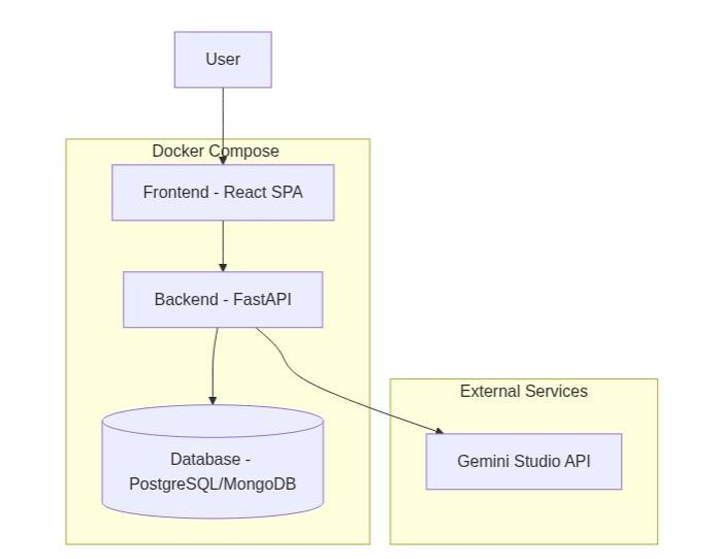 User
Docker Compose
Frontend - React SPA
Backend - FastAPI
Database -
PostgreSQL/MongoDB
External Services
Gemini Studio API